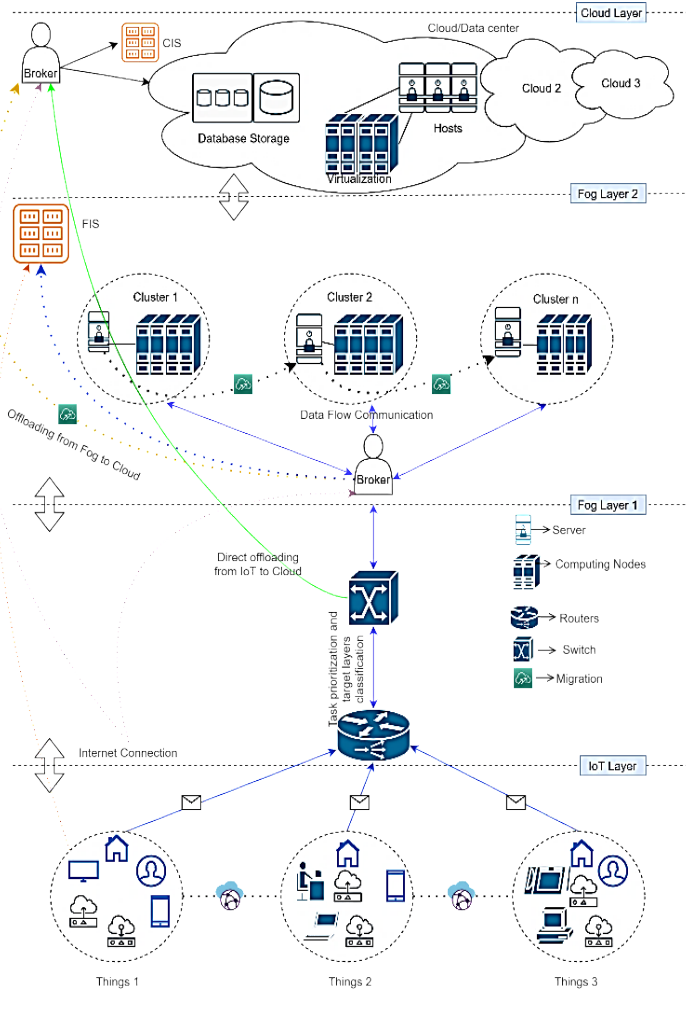 Cloud Layer
Cloud/Data center
CIS
Broker
Cloud 2
Cloud 3
Database Storage
Hosts
Virtualization
Fog Layer 2
FIS
Cluster 1
Cluster 2
Cluster n
Data Flow Communication
Offloading from Fog to Cloud
Broker
Fog Layer 1
Server
Direct offloading
from IoT to Cloud
Computing Nodes
Routers
Task prioritization and
target layers
classification
Switch
Migration
Internet Connection
IoT Layer
Things 1
Things 2
Things 3